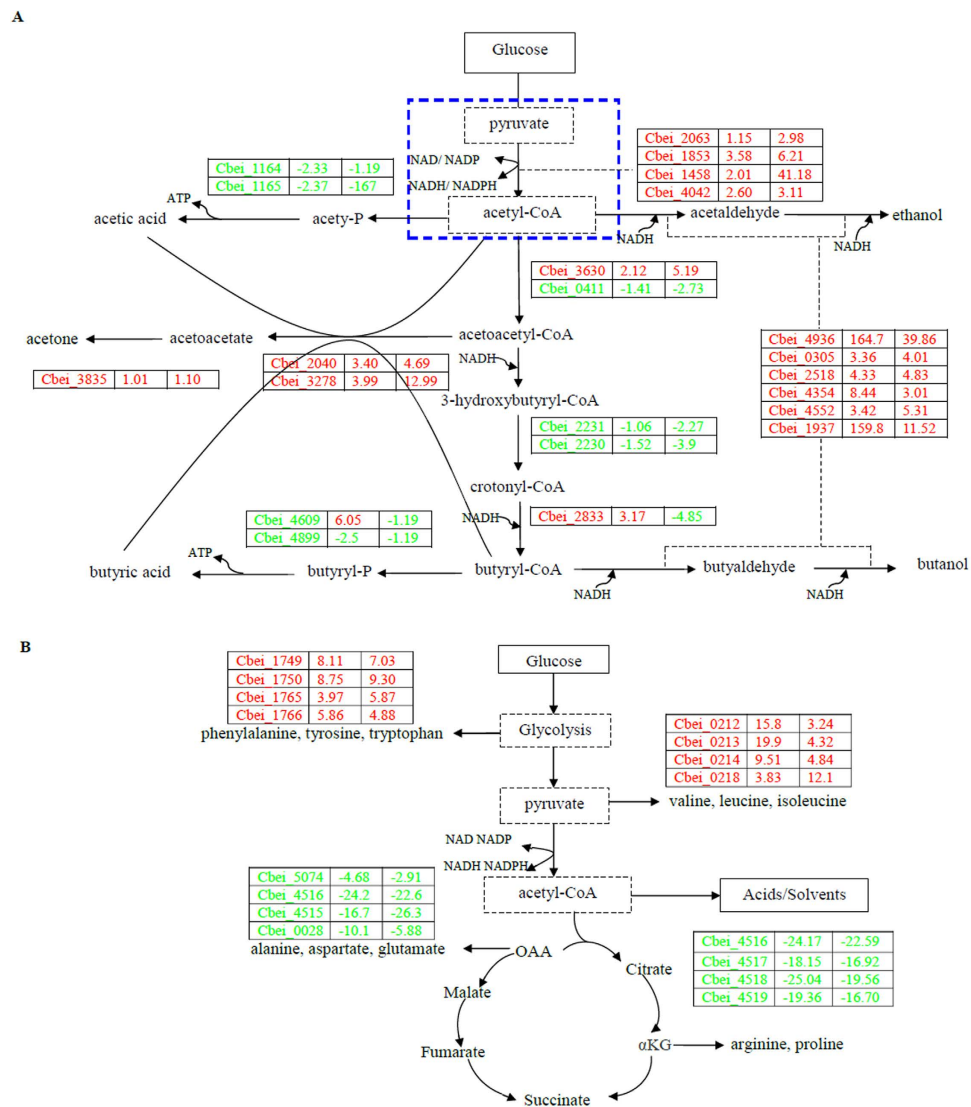 A
Glucose
pyruvate
NAD/ NADP
NADH/ NADPH
Cbei_2063 1.15 2.98
Cbei_1853 3.58 6.21
Cbei_1458 2.01 41.18
Cbei_4042 2.60 3.11
Cbei_1164 -2.33 -1.19
Cbei_1165 -2.37 -167
ATP
acetic acid acety-P acetyl-CoA acetaldehyde ethanol
NADH NADH
Cbei_3630 2.12 5.19
Cbei_0411 -1.41 -2.73
acetone acetoacetate acetoacetyl-CoA
Cbei_4936 164.7 39.86
Cbei_0305 3.36 4.01
Cbei_2518 4.33 4.83
Cbei_4354 8.44 3.01
Cbei_4552 3.42 5.31
Cbei_1937 159.8 11.52
Cbei_3835 1.01 1.10
Cbei_2040 3.40 4.69
Cbei_3278 3.99 12.99
NADH
3-hydroxybutyryl-CoA
Cbei_2231 -1.06 -2.27
Cbei_2230 -1.52 -3.9
crotonyl-CoA
NADH
Cbei_2833 3.17 -4.85
Cbei_4609 6.05 -1.19
Cbei_4899 -2.5 -1.19
ATP
butyric acid butyryl-P butyryl-CoA butyaldehyde butanol
NADH NADH
B
Glucose
Cbei_1749 8.11 7.03
Cbei_1750 8.75 9.30
Cbei_1765 3.97 5.87
Cbei_1766 5.86 4.88
phenylalanine, tyrosine, tryptophan
Glycolysis
Cbei_0212 15.8 3.24
Cbei_0213 19.9 4.32
Cbei_0214 9.51 4.84
Cbei_0218 3.83 12.1
pyruvate
valine, leucine, isoleucine
NAD NADP
NADH NADPH
Cbei_5074 -4.68 -2.91
Cbei_4516 -24.2 -22.6
Cbei_4515 -16.7 -26.3
Cbei_0028 -10.1 -5.88
alanine, aspartate, glutamate
acetyl-CoA
Acids/Solvents
OAA
Citrate
Cbei_4516 -24.17 -22.59
Cbei_4517 -18.15 -16.92
Cbei_4518 -25.04 -19.56
Cbei_4519 -19.36 -16.70
Malate
Fumarate
αKG
arginine, proline
Succinate